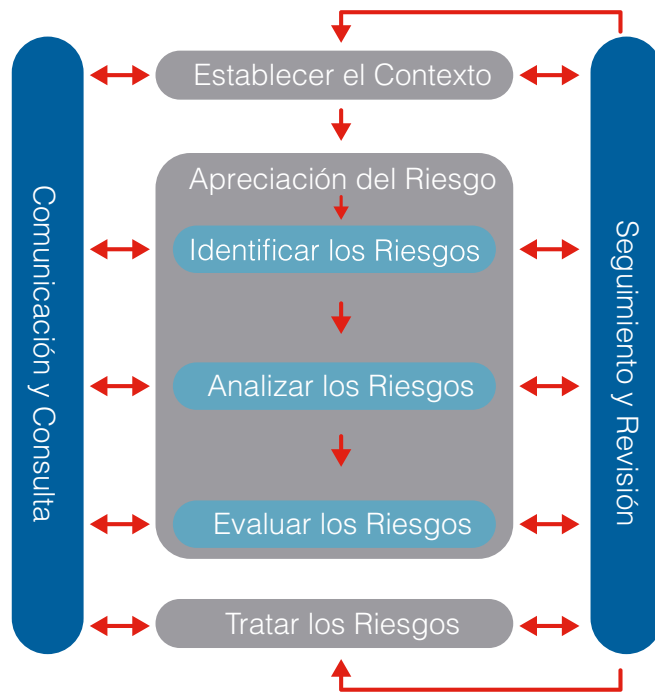 Establecer el Contexto
Comunicación y Consulta
Apreciación del Riesgo
Identificar los Riesgos
Analizar los Riesgos
Evaluar los Riesgos
Tratar los Riesgos
Seguimiento y Revisión